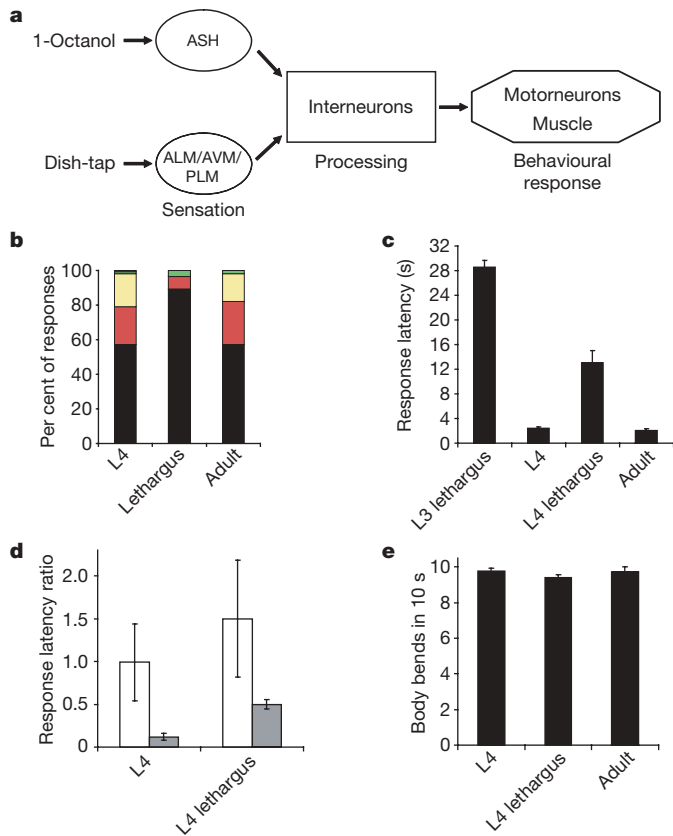 a
1-Octanol
ASH
Interneurons
Motorneurons
Muscle
Dish-tap
ALM/AVM/
PLM
Sensation
Processing
Behavioural
response
b
Per cent of responses
100
80
60
40
20
0
L4
Lethargus
Adult
c
Response latency (s)
32
28
24
20
16
12
8
4
0
L3 lethargus
L4
L4 lethargus
Adult
d
Response latency ratio
2.0
1.5
1.0
0.5
0
L4
L4 lethargus
e
Body bends in 10 s
10
8
6
4
2
0
L4
L4 lethargus
Adult